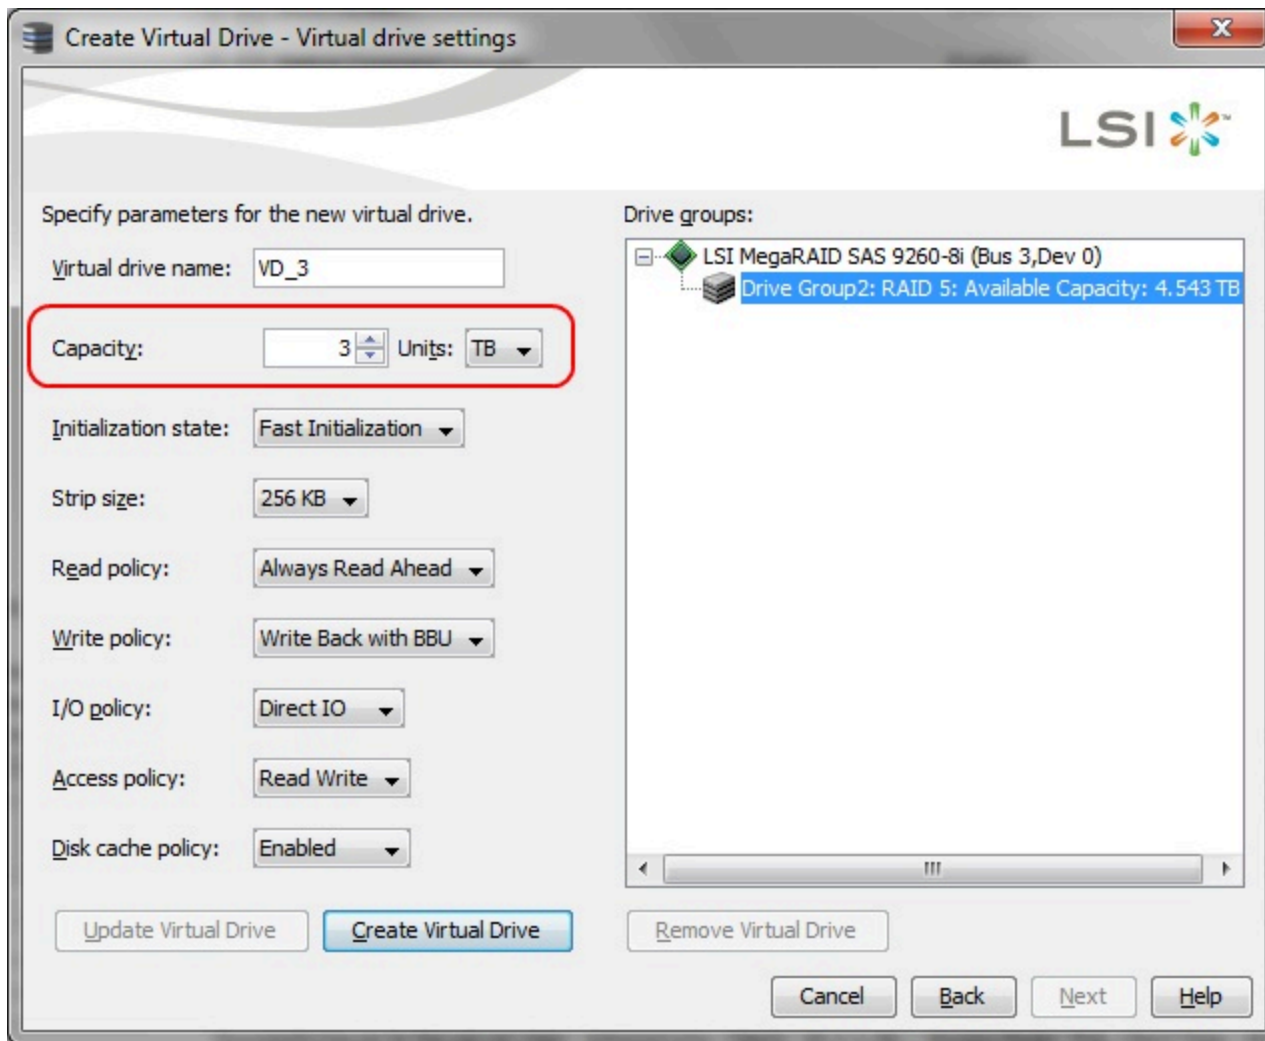 Create Virtual Drive - Virtual drive settings
LSI™
Specify parameters for the new virtual drive.
Drive groups:
Virtual drive name: VD_3
LSI MegaRAID SAS 9260-8i (Bus 3,Dev 0)
Drive Group2: RAID 5: Available Capacity: 4.543 TB
Capacity: 3 Units: TB
Initialization state: Fast Initialization
Strip size: 256 KB
Read policy: Always Read Ahead
Write policy: Write Back with BBU
I/O policy: Direct IO
Access policy: Read Write
Disk cache policy: Enabled
Update Virtual Drive Create Virtual Drive Remove Virtual Drive
Cancel Back Next Help